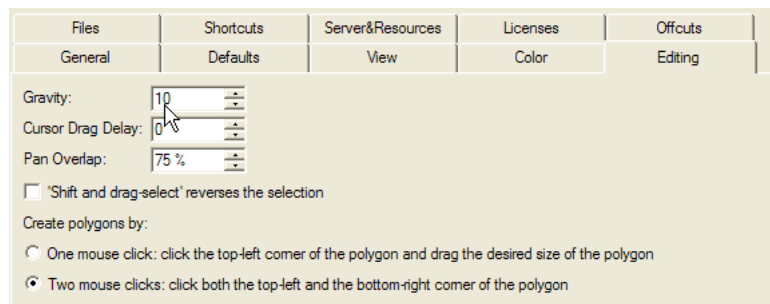 Files Shortcuts Server&Resources Licenses Offcuts
General Defaults View Color Editing
Gravity: 10
Cursor Drag Delay: 0
Pan Overlap: 75 %
'Shift and drag-select' reverses the selection
Create polygons by:
One mouse click: click the top-left corner of the polygon and drag the desired size of the polygon
Two mouse clicks: click both the top-left and the bottom-right corner of the polygon